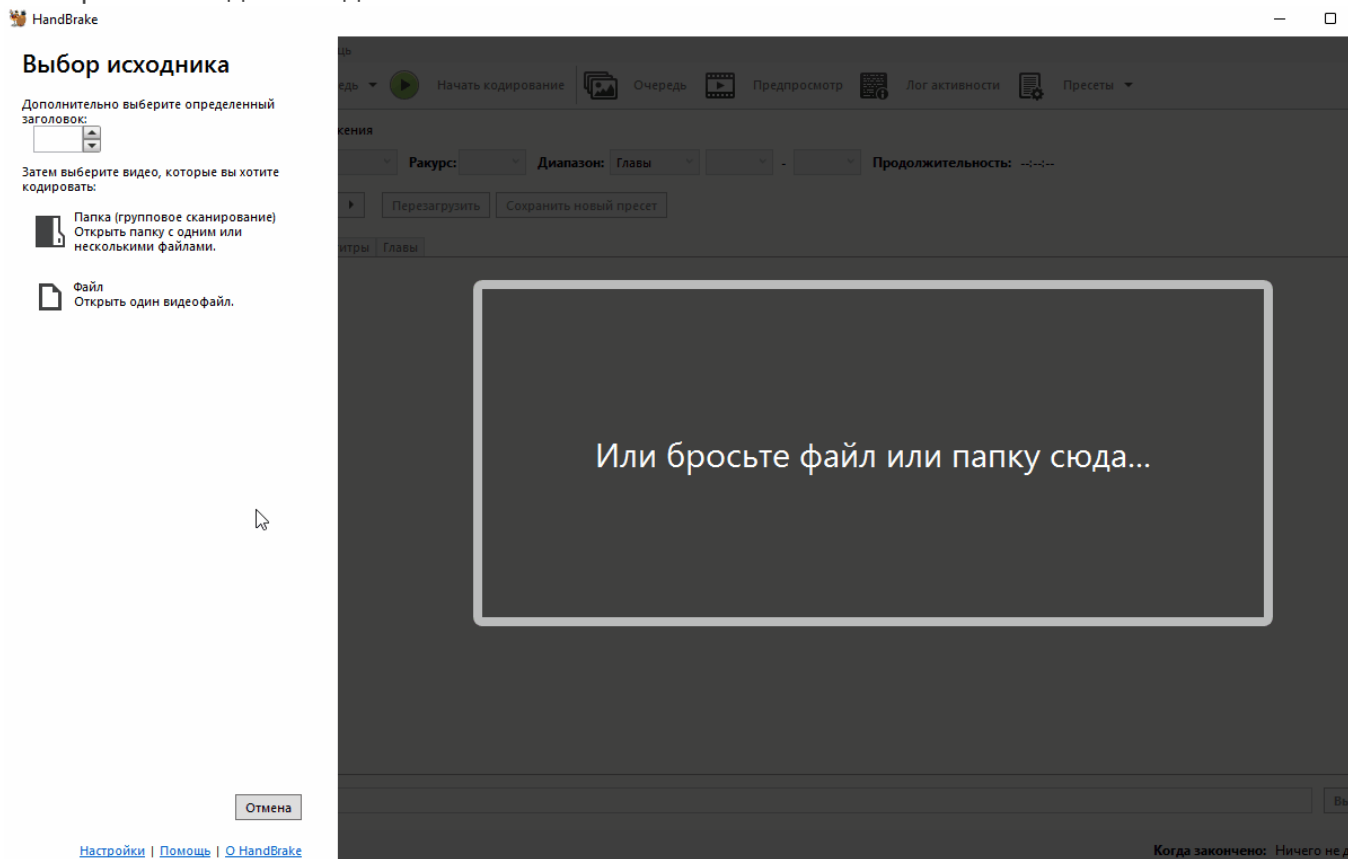 HandBrake
Выбор исходника
Дополнительно выберите определенный
заголовок:
Затем выберите видео, которые вы хотите
кодировать:
Папка (групповое сканирование)
Открыть папку с одним или
несколькими файлами.
Файл
Открыть один видеофайл.
Отмена
Настройки | Помощь | О HandBrake
Начать кодирование Очередь Предпросмотр Лог активности Пресеты
Ракурс: Диапазон: Главы - Продолжительность: --:--:--
Перезагрузить Сохранить новый пресет
Главы
Или бросьте файл или папку сюда...
Когда закончено: Ничего не